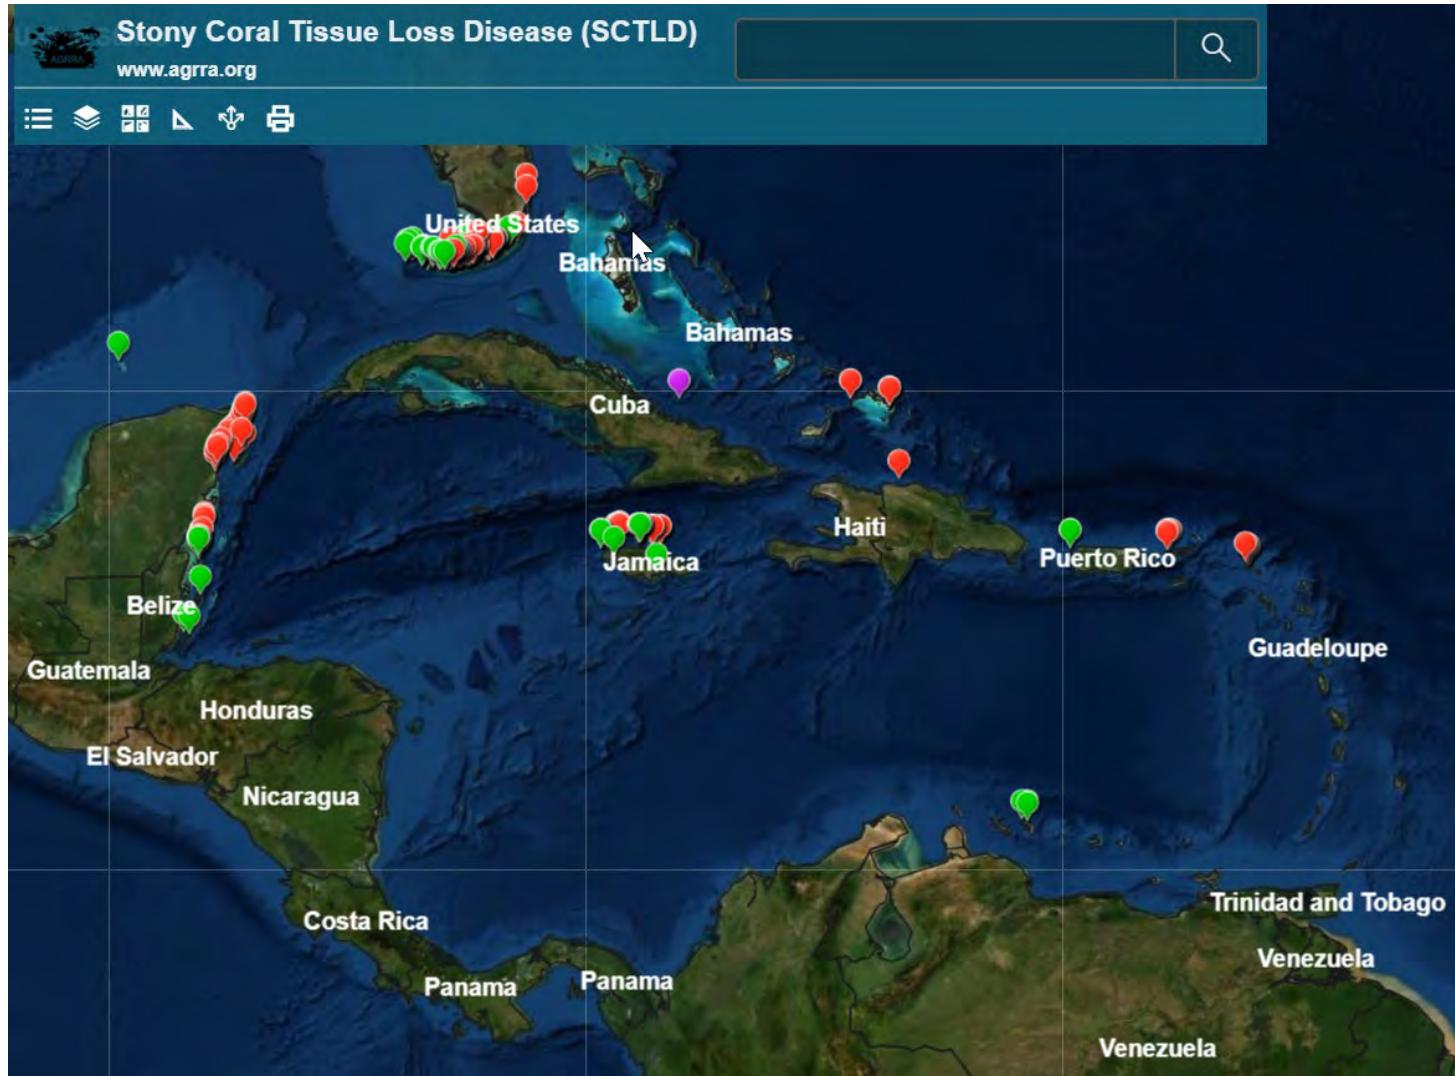 Stony Coral Tissue Loss Disease (SCTLD)
www.agrra.org
AGRRA
United States
Bahamas
Bahamas
Cuba
Haiti
Jamaica
Puerto Rico
Belize
Guadeloupe
Guatemala
Honduras
El Salvador
Nicaragua
Trinidad and Tobago
Costa Rica
Venezuela
Panama
Panama
Venezuela